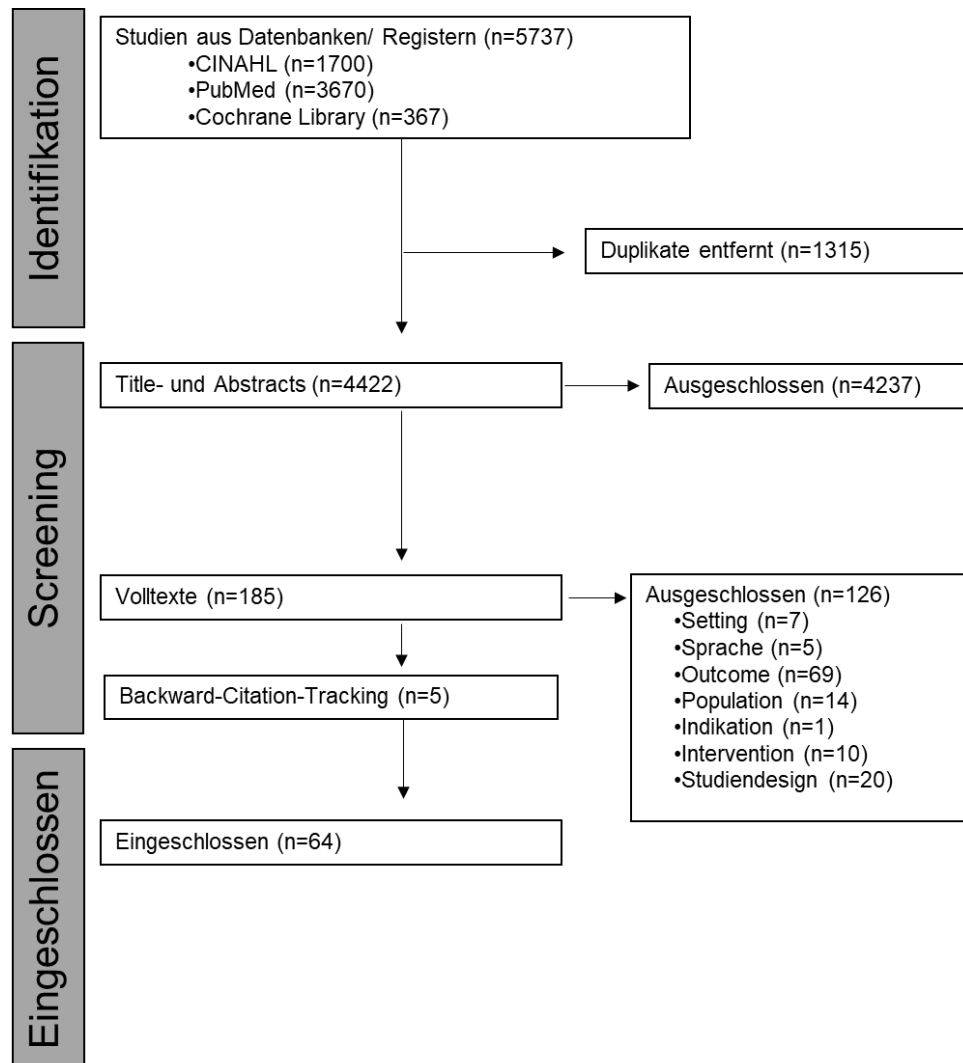 Identifikation
Studien aus Datenbanken/ Registern (n=5737)
•CINAHL (n=1700)
•PubMed (n=3670)
•Cochrane Library (n=367)
Duplikate entfernt (n=1315)
Screening
Title- und Abstracts (n=4422)
Ausgeschlossen (n=4237)
Volltexte (n=185)
Ausgeschlossen (n=126)
•Setting (n=7)
•Sprache (n=5)
•Outcome (n=69)
•Population (n=14)
•Indikation (n=1)
•Intervention (n=10)
•Studiendesign (n=20)
Backward-Citation-Tracking (n=5)
Eingeschlossen
Eingeschlossen (n=64)